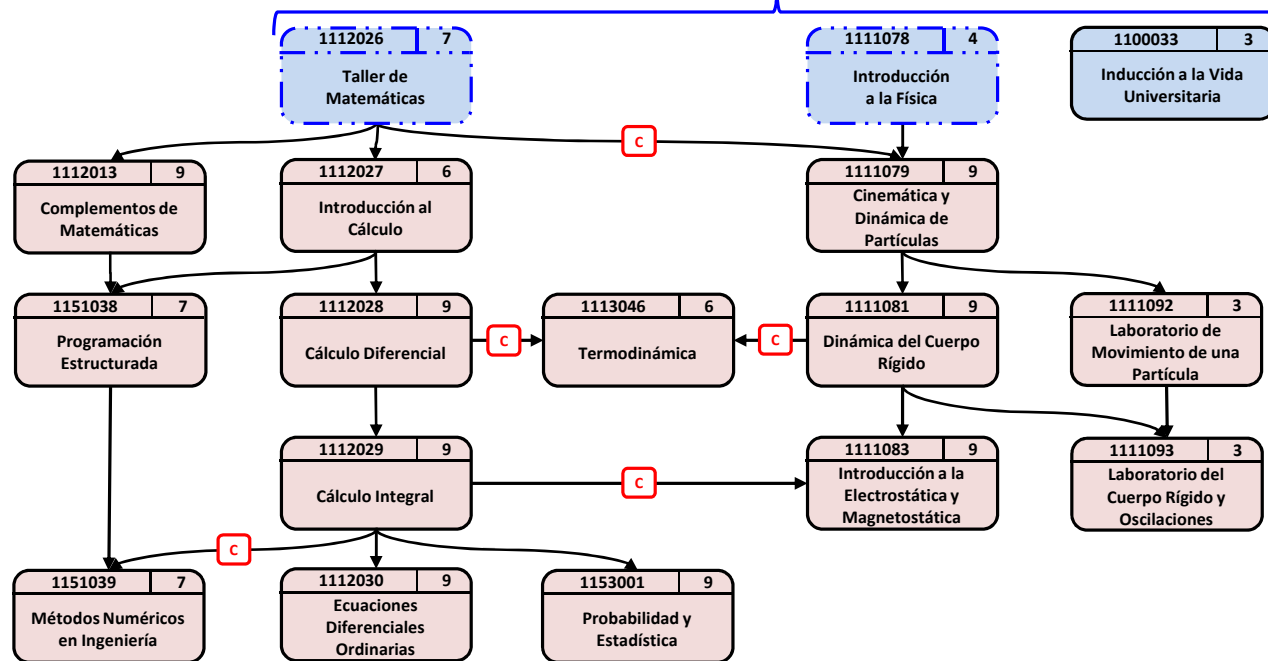 1112026 7
Taller de
Matemáticas
1111078 4
Introducción
a la Física
1100033 3
Inducción a la Vida
Universitaria
C
1112013 9
Complementos de
Matemáticas
1112027 6
Introducción al
Cálculo
1111079 9
Cinemática y
Dinámica de
Partículas
1151038 7
Programación
Estructurada
1112028 9
Cálculo Diferencial
C
1113046 6
Termodinámica
C
1111081 9
Dinámica del Cuerpo
Rígido
1111092 3
Laboratorio de
Movimiento de una
Partícula
1112029 9
Cálculo Integral
C
1111083 9
Introducción a la
Electrostática y
Magnetostática
1111093 3
Laboratorio del
Cuerpo Rígido y
Oscilaciones
C
1151039 7
Métodos Numéricos
en Ingeniería
1112030 9
Ecuaciones
Diferenciales
Ordinarias
1153001 9
Probabilidad y
Estadística